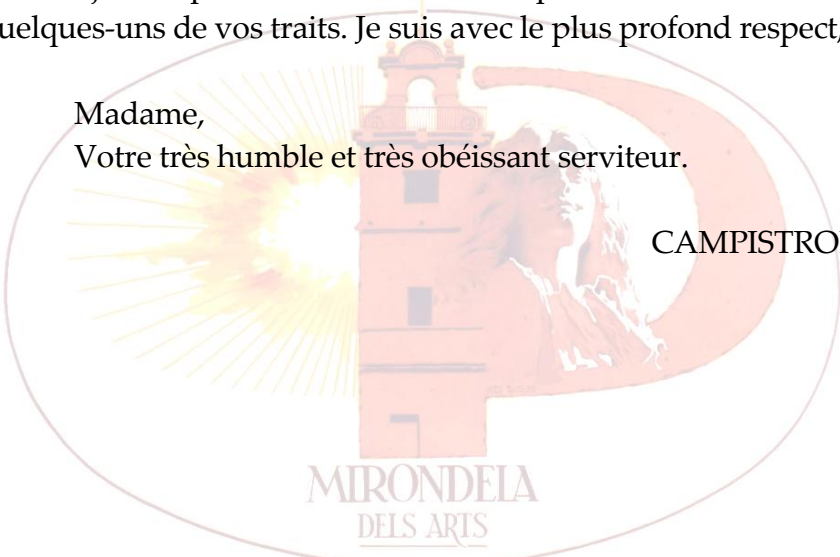 uelques-uns de vos traits. Je suis avec le plus profond respect,
Madame,
Votre très humble et très obéissant serviteur.
CAMPISTRO
MIRONDELA
DELS ARTS